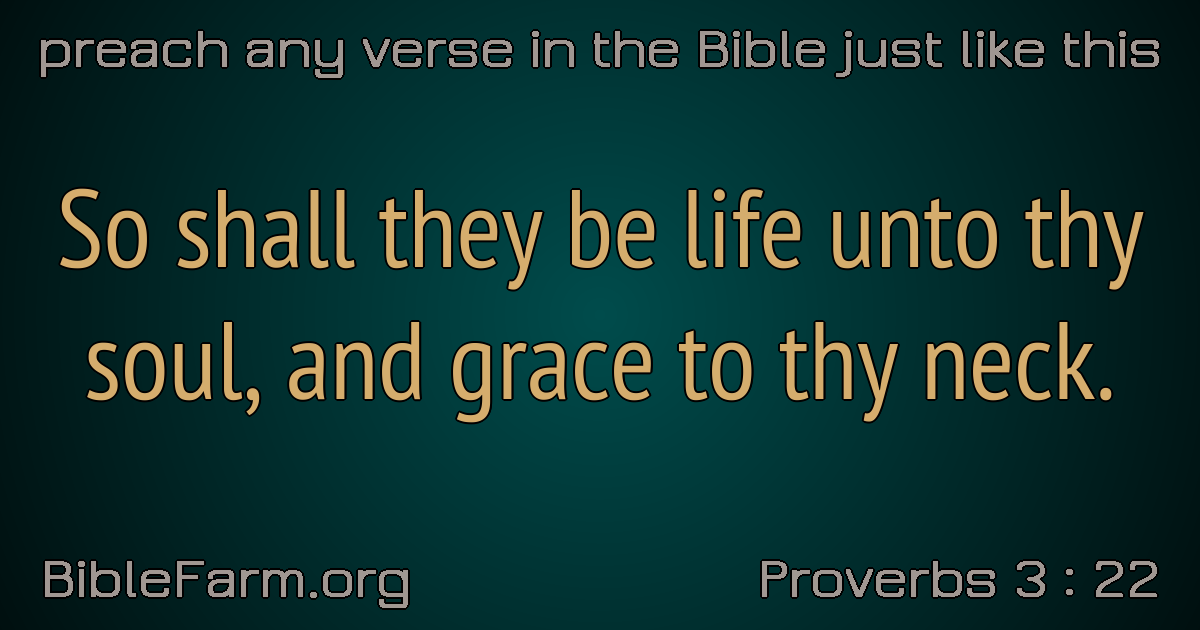 preach any verse in the Bible just like this
So shall they be life unto thy
soul, and grace to thy neck.
BibleFarm.org
Proverbs 3 : 22